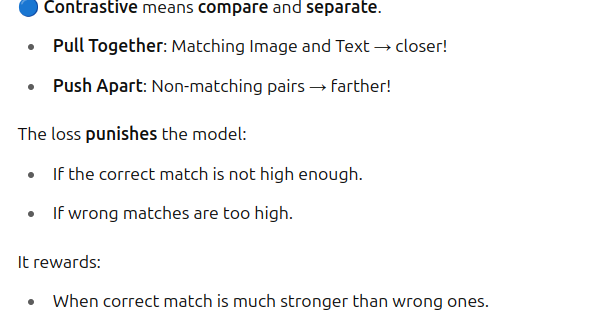 🔵 Contrastive means compare and separate.
• Pull Together: Matching Image and Text → closer!
• Push Apart: Non-matching pairs → farther!
The loss punishes the model:
• If the correct match is not high enough.
• If wrong matches are too high.
It rewards:
• When correct match is much stronger than wrong ones.